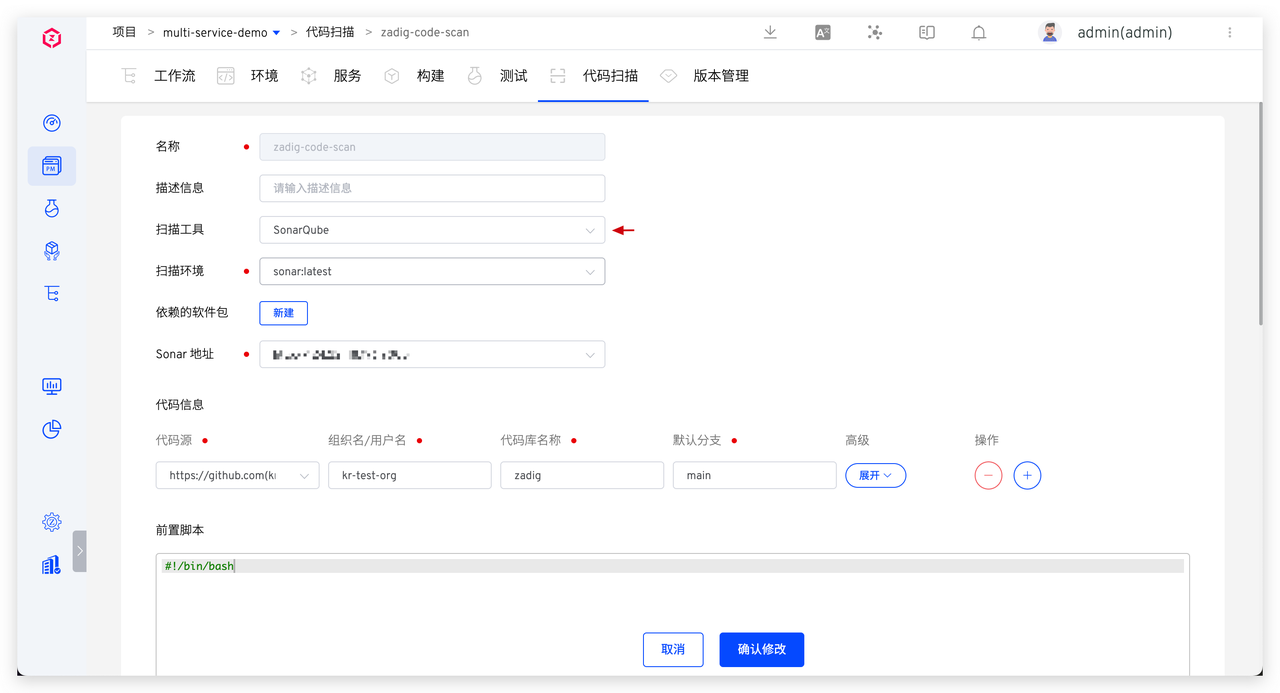 项目 > multi-service-demo > 代码扫描 > zadig-code-scan
admin(admin)
工作流 环境 服务 构建 测试 代码扫描 版本管理
名称 zadig-code-scan
描述信息 请输入描述信息
扫描工具 SonarQube
扫描环境 sonar:latest
依赖的软件包 新建
Sonar 地址
代码信息
代码源 组织名/用户名 代码库名称 默认分支 高级 操作
https://github.com(kr kr-test-org zadig main 展开
前置脚本
#!/bin/bash
取消 确认修改